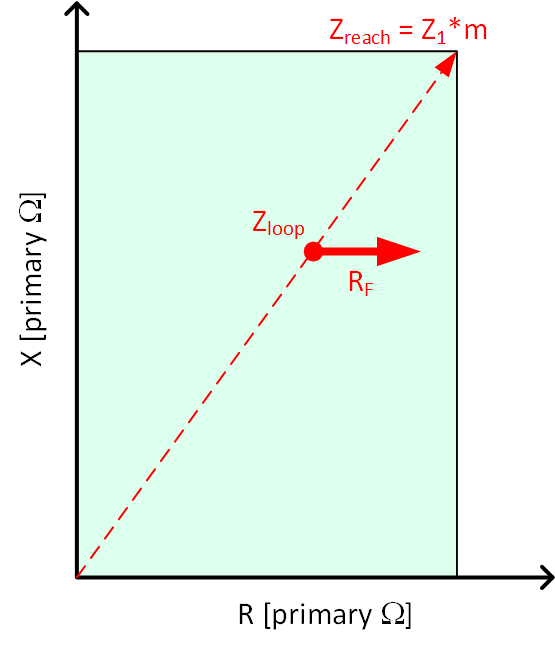 Zreach = Z1*m
Zloop
RF
X [primary Ω]
R [primary Ω]